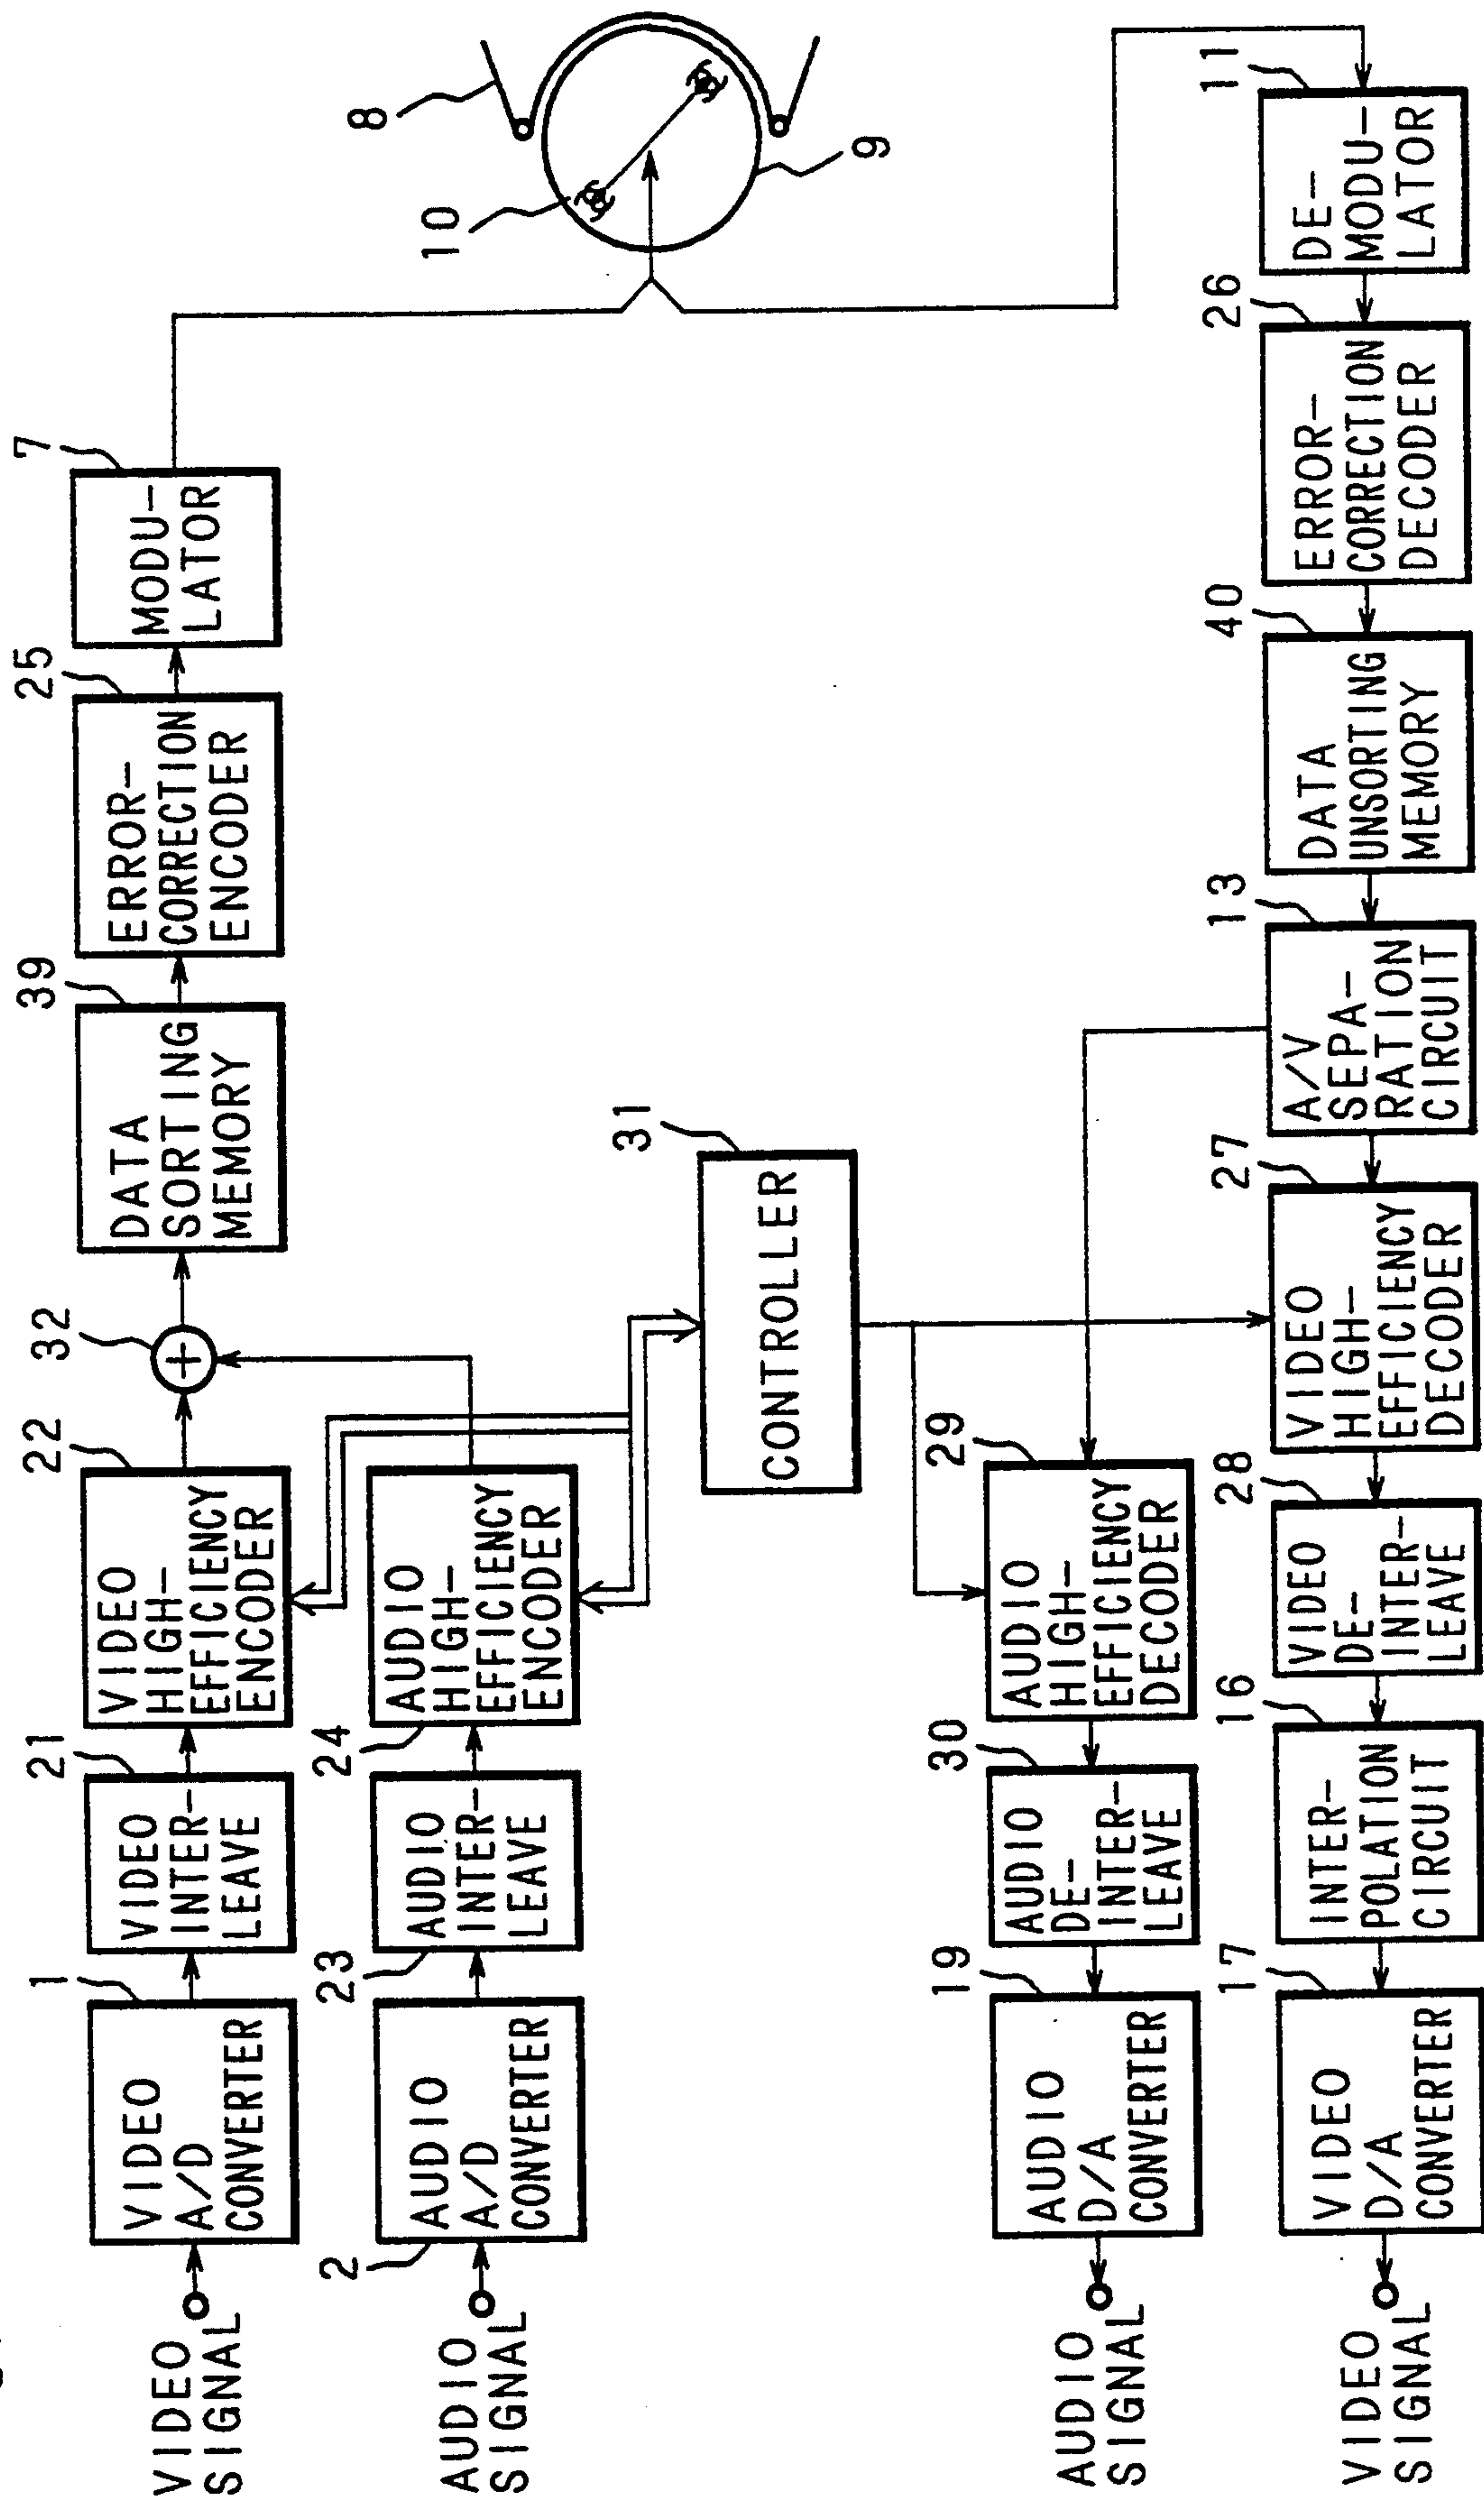 VIDEO
SIGNAL
1
VIDEO
A/D
CONVERTER
21
VIDEO
INTER-
LEAVE
22
VIDEO
HIGH-
EFFICIENCY
ENCODER
32
+
39
DATA
SORTING
MEMORY
25
ERROR-
CORRECTION
ENCODER
7
MODU-
LATOR
AUDIO
SIGNAL
2
AUDIO
A/D
CONVERTER
23
AUDIO
INTER-
LEAVE
24
AUDIO
HIGH-
EFFICIENCY
ENCODER
31
CONTROLLER
8
10
9
AUDIO
SIGNAL
19
AUDIO
D/A
CONVERTER
30
AUDIO
DE-
INTER-
LEAVE
29
AUDIO
HIGH-
EFFICIENCY
DECODER
VIDEO
SIGNAL
17
VIDEO
D/A
CONVERTER
16
INTER-
POLATION
CIRCUIT
28
VIDEO
DE-
INTER-
LEAVE
27
VIDEO
HIGH-
EFFICIENCY
DECODER
13
A/V
SEPA-
RATION
CIRCUIT
40
DATA
UNSORTING
MEMORY
26
ERROR-
CORRECTION
DECODER
11
DE-
MODU-
LATOR